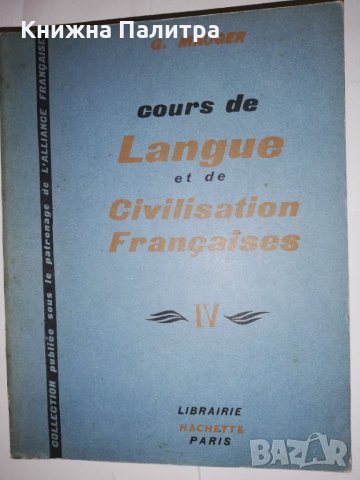 Книжна Палитра
G. MAUGER
cours de
Langue
et de
Civilisation
Françaises
IV
LIBRAIRIE
HACHETTE
PARIS
COLLECTION publiée sous le patronage de L'ALLIANCE FRANÇAISE
BAZAR